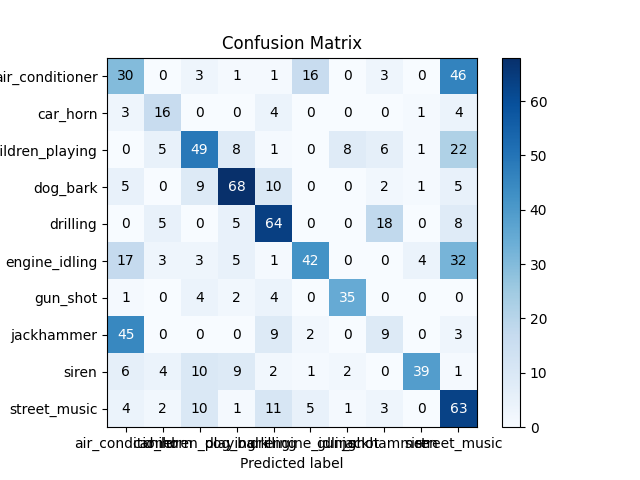 Confusion Matrix
air_conditioner 30 0 3 1 1 16 0 3 0 46
car_horn 3 16 0 0 4 0 0 0 1 4
ildren_playing 0 5 49 8 1 0 8 6 1 22
dog_bark 5 0 9 68 10 0 0 2 1 5
drilling 0 5 0 5 64 0 0 18 0 8
engine_idling 17 3 3 5 1 42 0 0 4 32
gun_shot 1 0 4 2 4 0 35 0 0 0
jackhammer 45 0 0 0 9 2 0 9 0 3
siren 6 4 10 9 2 1 2 0 39 1
street_music 4 2 10 1 11 5 1 3 0 63
60
50
40
30
20
10
0
air_conditioner car_horn children_playing dog_bark drilling engine_idling gun_shot jackhammer siren street_music
Predicted label